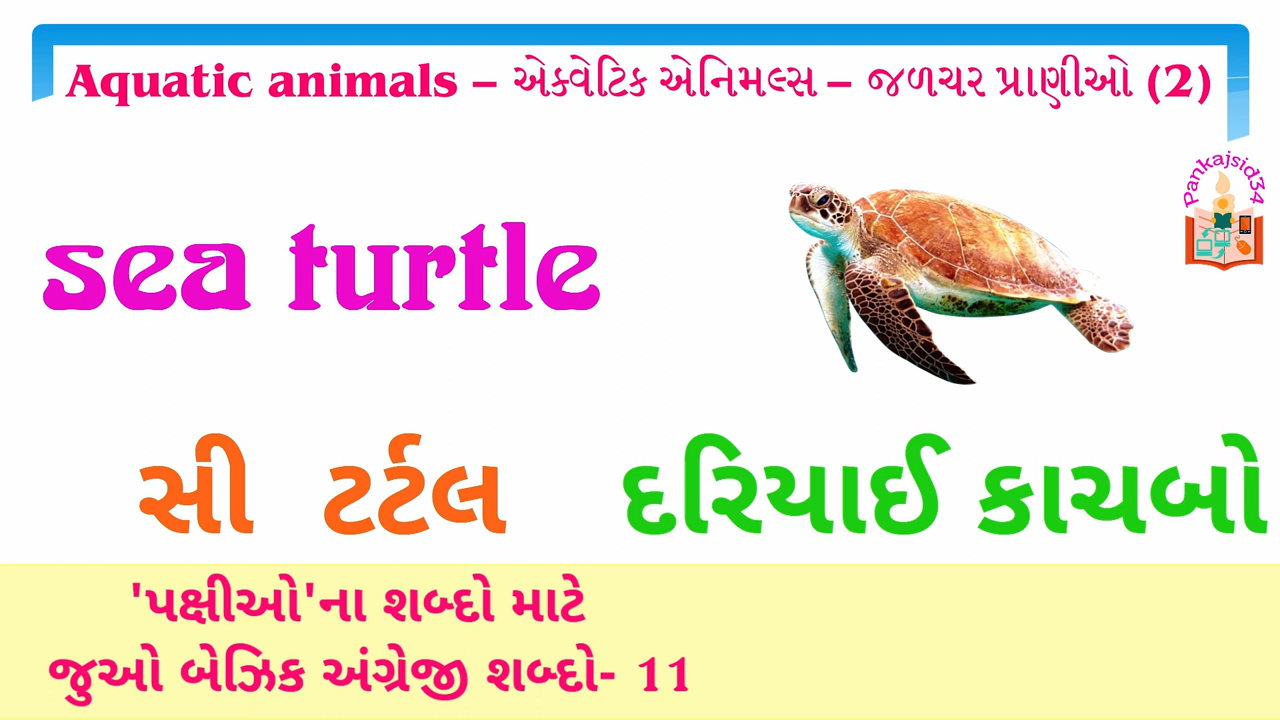 Aquatic animals – એક્વેટિક એનિમલ્સ – જળચર પ્રાણીઓ (2)
Pankajsid34
sea turtle
સી ટર્ટલ
દરિયાઈ કાચબો
'પક્ષીઓ'ના શબ્દો માટે
જુઓ બેઝિક અંગ્રેજી શબ્દો- 11